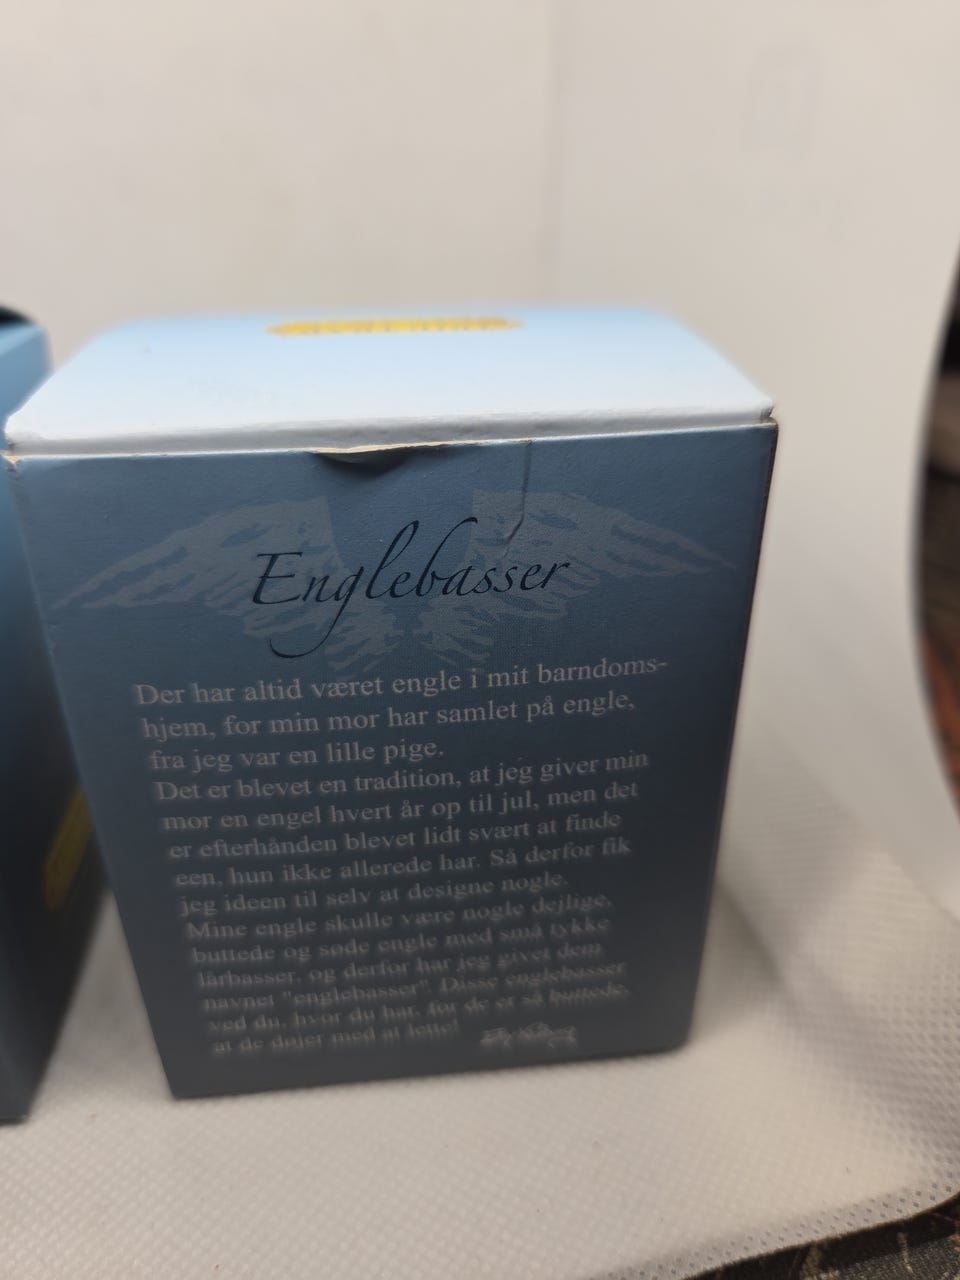 Englebasser
Der har altid været engle i mit barndoms-
hjem, for min mor har samlet på engle,
fra jeg var en lille pige.
Det er blevet en tradition, at jeg giver min
mor en engel hvert år op til jul, men det
er efterhånden blevet lidt svært at finde
een, hun ikke allerede har. Så derfor fik
jeg ideen til selv at designe nogle.
Mine engle skulle være nogle dejlige,
buttede og søde engle med små tykke
lårbasser, og derfor har jeg givet dem
navnet "englebasser". Disse englebasser
ved du, hvor du har, for de er så buttede,
at de døjer med at lette!